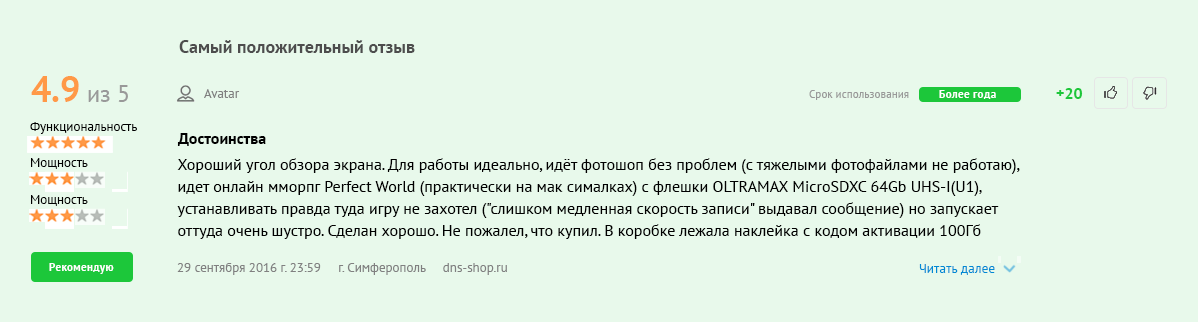 Самый положительный отзыв
4.9 из 5
Avatar
Срок использования
Более года
+20
Функциональность
Мощность
Мощность
Рекомендую
Достоинства
Хороший угол обзора экрана. Для работы идеально, идёт фотошоп без проблем (с тяжелыми фотофайлами не работаю),
идет онлайн мморпг Perfect World (практически на мак сималках) с флешки OLTRAMAX MicroSDXC 64Gb UHS-I(U1),
устанавливать правда туда игру не захотел ("слишком медленная скорость записи" выдавал сообщение) но запускает
оттуда очень шустро. Сделан хорошо. Не пожалел, что купил. В коробке лежала наклейка с кодом активации 100Гб
29 сентября 2016 г. 23:59
г. Симферополь
dns-shop.ru
Читать далее